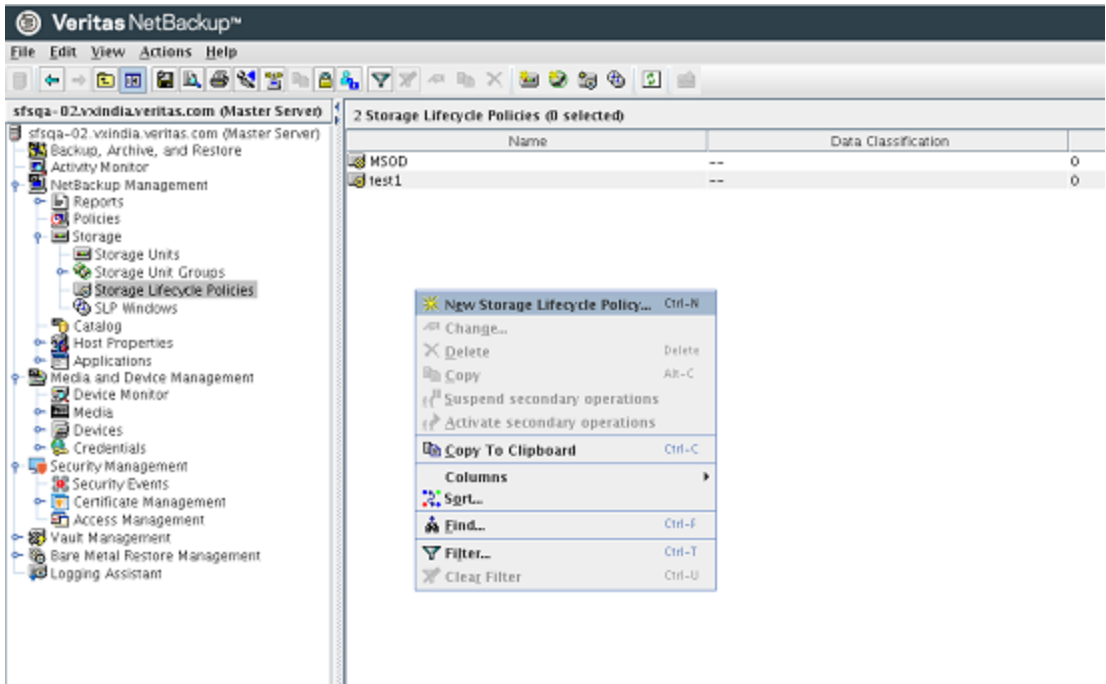 Veritas NetBackup™
File Edit View Actions Help
sfsqa-02.vxindia.veritas.com (Master Server)
sfsqa-02.vxindia.veritas.com (Master Server)
Backup, Archive, and Restore
Activity Monitor
NetBackup Management
Reports
Policies
Storage
Storage Units
Storage Unit Groups
Storage Lifecycle Policies
SLP Windows
Catalog
Host Properties
Applications
Media and Device Management
Device Monitor
Media
Devices
Credentials
Security Management
Security Events
Certificate Management
Access Management
Vault Management
Bare Metal Restore Management
Logging Assistant
2 Storage Lifecycle Policies (0 selected)
Name Data Classification
MSOD -- 0
test1 -- 0
New Storage Lifecycle Policy... Ctrl-N
Change...
Delete Delete
Copy Alt-C
Suspend secondary operations
Activate secondary operations
Copy To Clipboard Ctrl-C
Columns
Sort...
Find... Ctrl-F
Filter... Ctrl-T
Clear Filter Ctrl-U